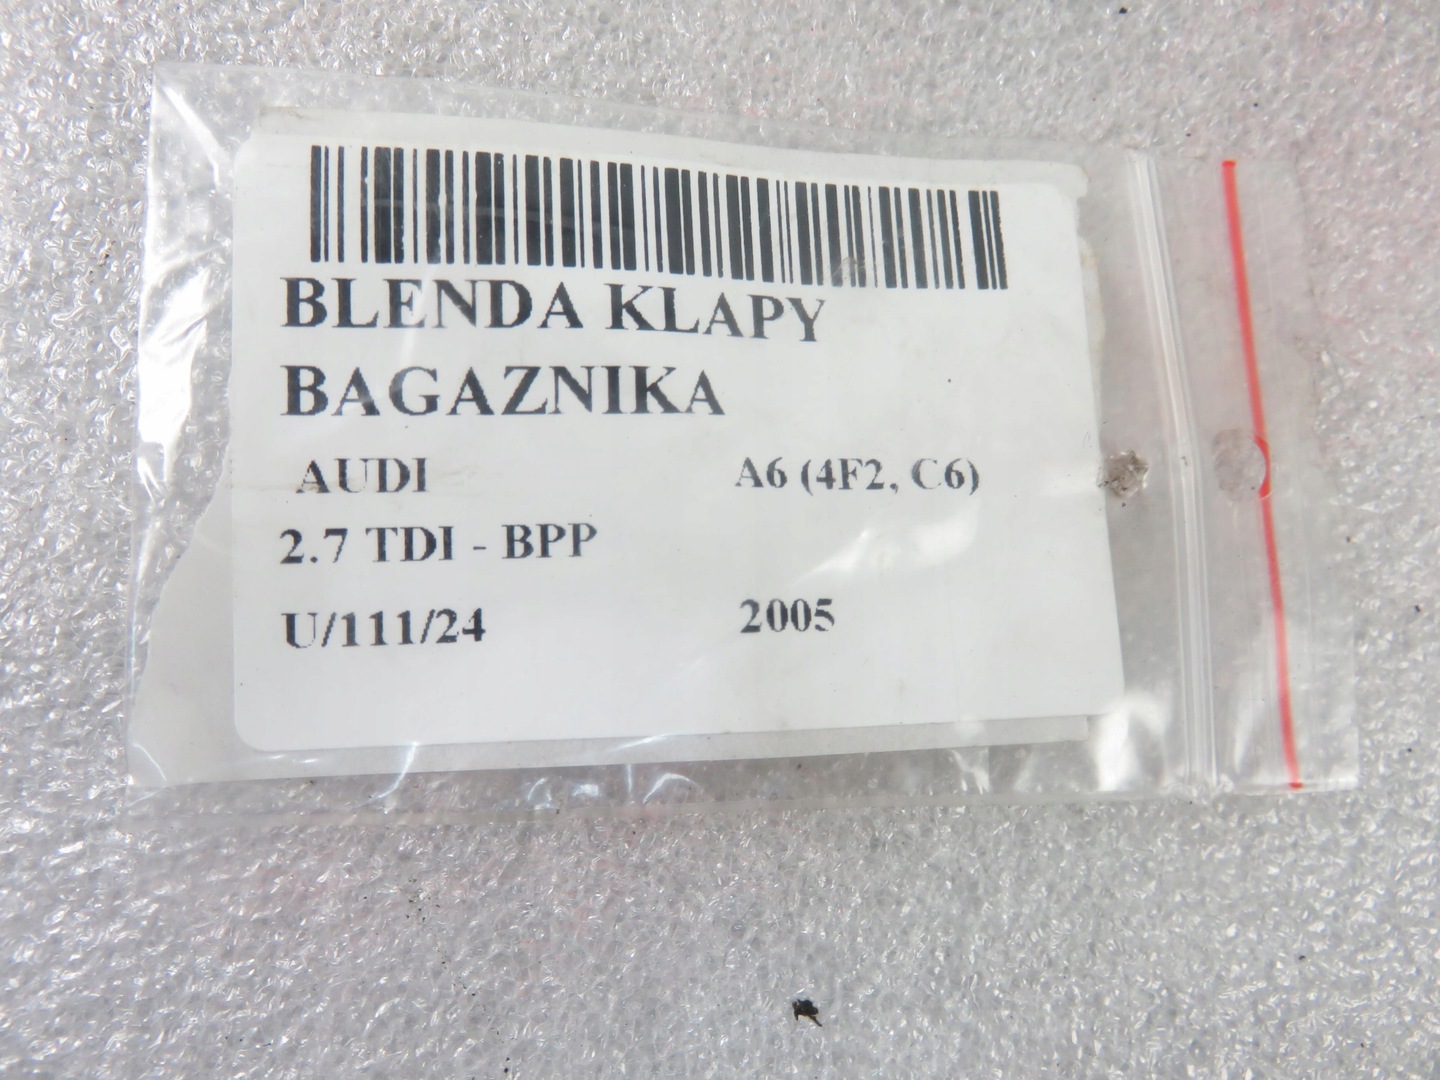 BLENDA KLAPY
BAGAZNIKA
AUDI A6 (4F2, C6)
2.7 TDI - BPP
U/111/24 2005